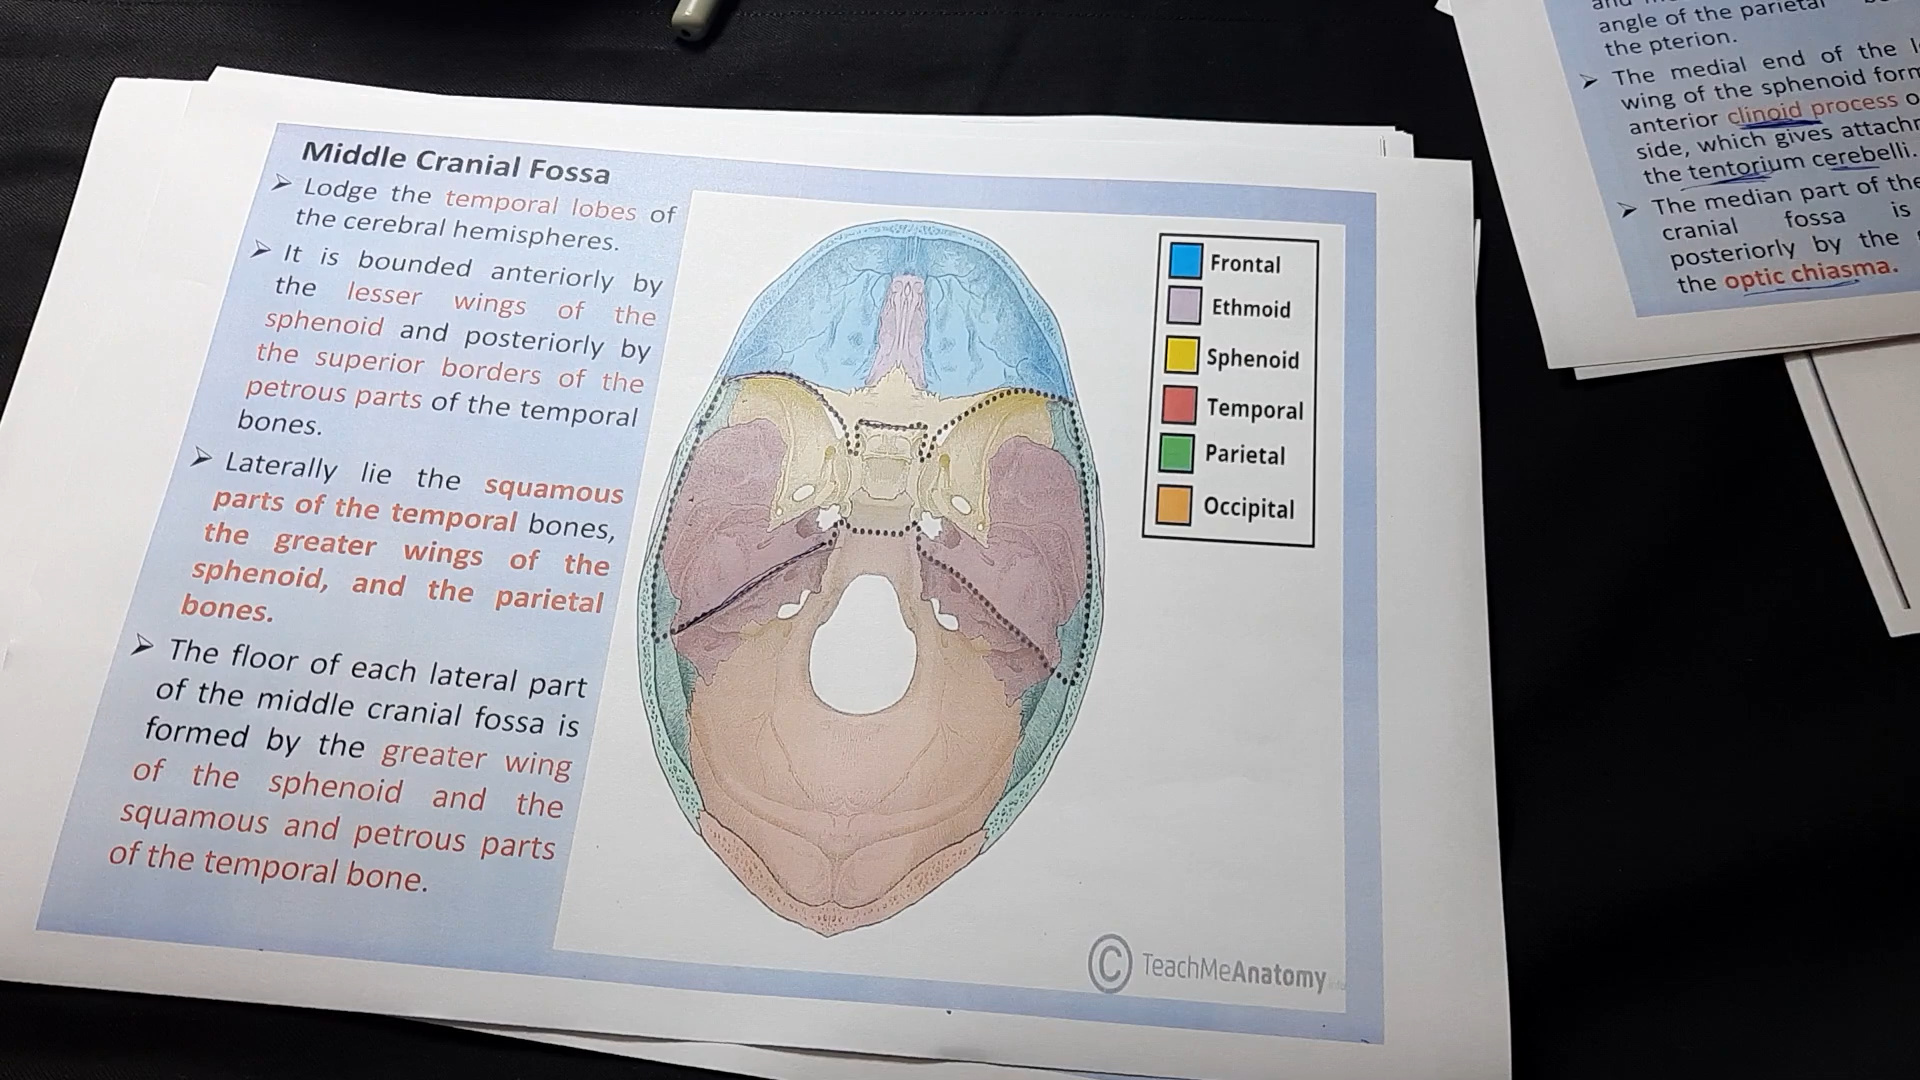 Middle Cranial Fossa
➢ Lodge the temporal lobes of
the cerebral hemispheres.
➢ It is bounded anteriorly by
the lesser wings of the
sphenoid and posteriorly by
the superior borders of the
petrous parts of the temporal
bones.
➢ Laterally lie the squamous
parts of the temporal bones,
the greater wings of the
sphenoid, and the parietal
bones.
➢ The floor of each lateral part
of the middle cranial fossa is
formed by the greater wing
of the sphenoid and the
squamous and petrous parts
of the temporal bone.
Frontal
Ethmoid
Sphenoid
Temporal
Parietal
Occipital
© TeachMeAnatomy
angle of the parietal
the pterion.
➢ The medial end of the
wing of the sphenoid
anterior clinoid process
side, which gives
the tentorium cerebelli.
➢ The median part of the
cranial fossa is
posteriorly by the
the optic chiasma.